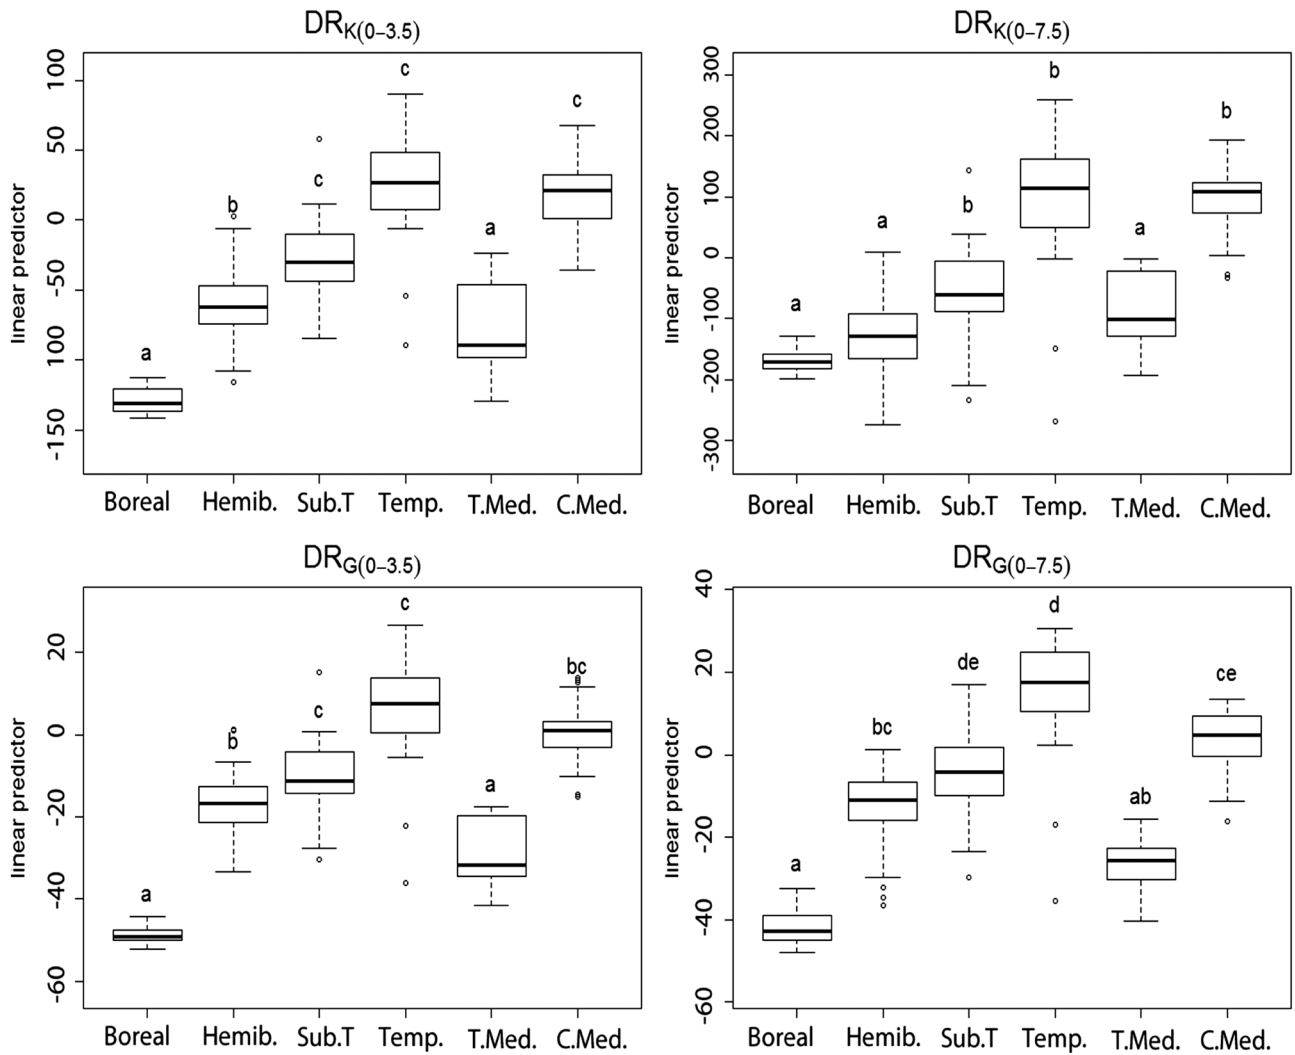 DRK(0–3.5)
linear predictor
100
50
0
-50
100
-150
a
b
c
c
a
c
Boreal Hemib. Sub.T Temp. T.Med. C.Med.
DRK(0–7.5)
linear predictor
300
200
100
0
-100
-200
-300
a
a
b
b
a
b
Boreal Hemib. Sub.T Temp. T.Med. C.Med.
DRG(0–3.5)
linear predictor
20
0
-20
-40
-60
a
b
c
c
a
bc
Boreal Hemib. Sub.T Temp. T.Med. C.Med.
DRG(0–7.5)
linear predictor
40
20
0
-20
-40
-60
a
bc
de
d
ab
ce
Boreal Hemib. Sub.T Temp. T.Med. C.Med.